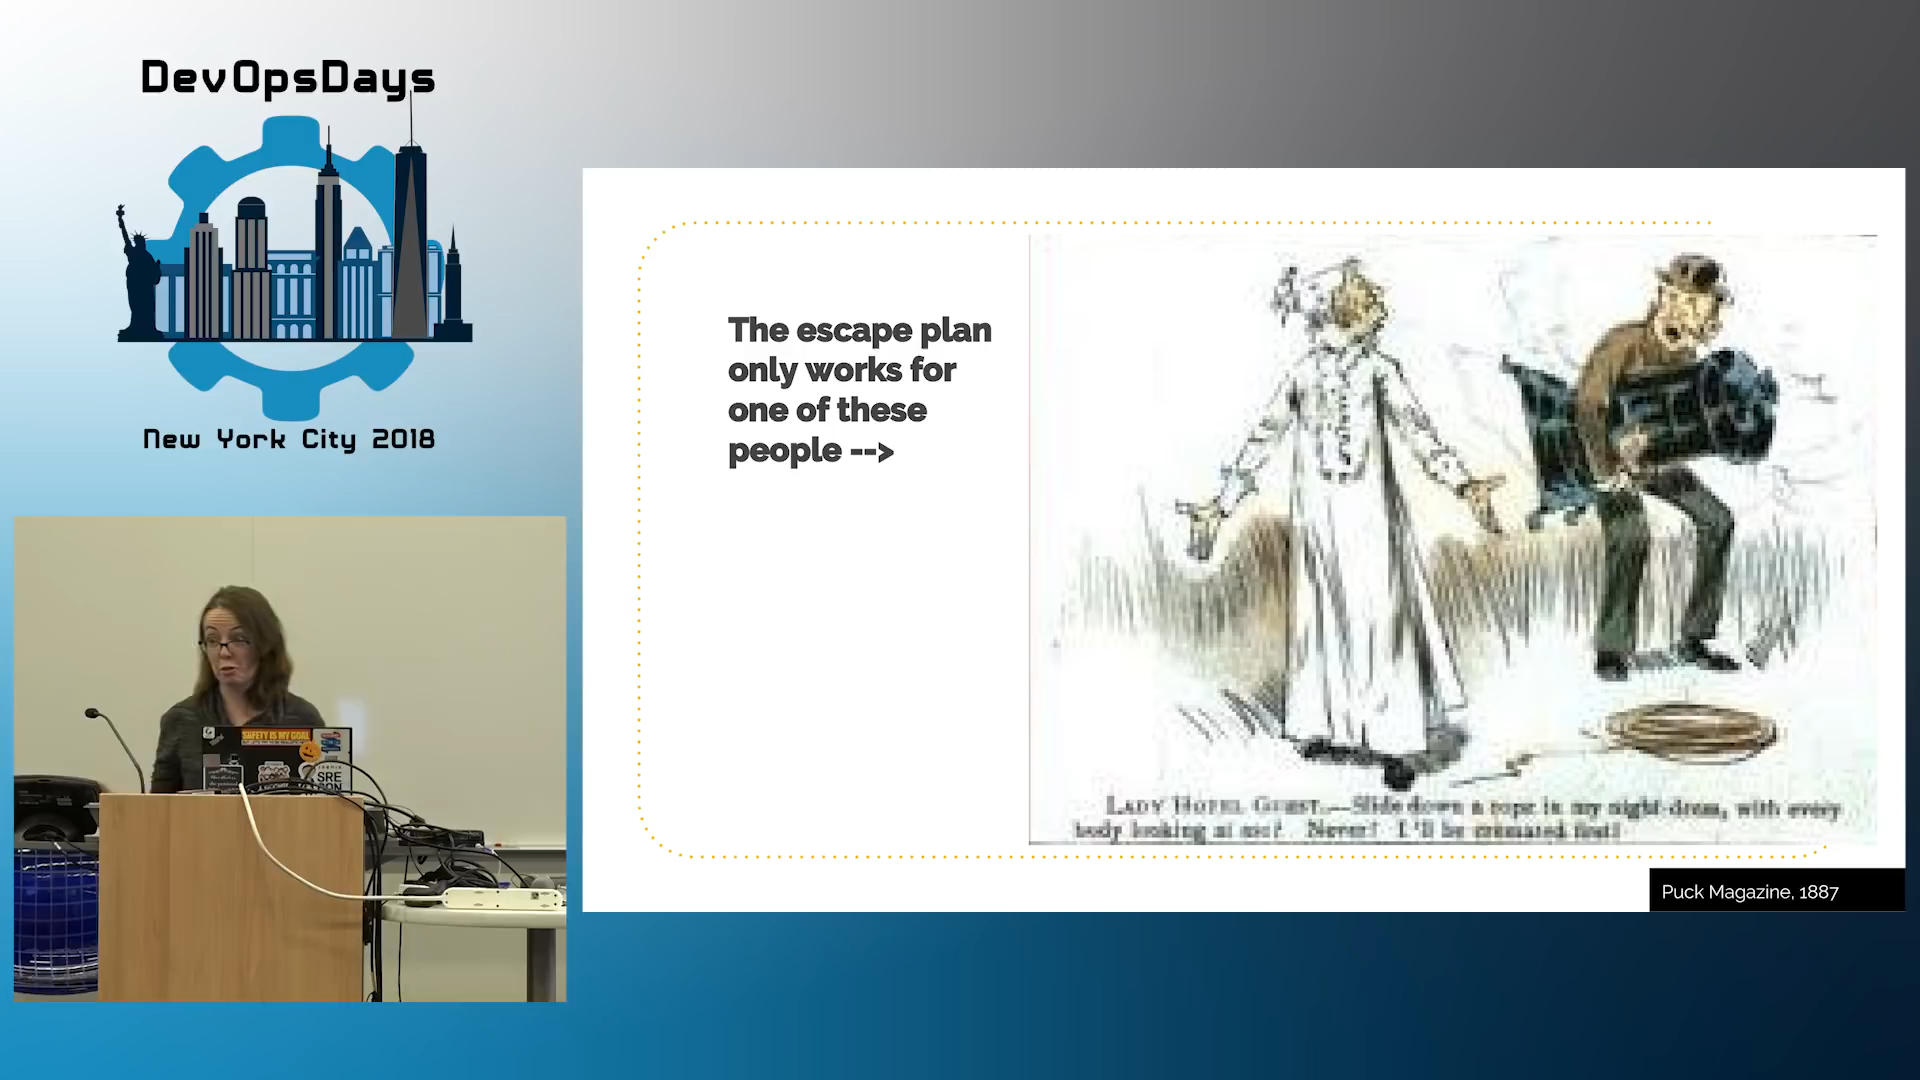 DevOpsDays
New York City 2018
The escape plan
only works for
one of these
people -->
LADY HOTEL GUEST.—Slide down a rope in my night-dress, with every
body looking at me? Never! I'll be cremated first!
Puck Magazine, 1887
SAFETY IS MY GOAL
SRE